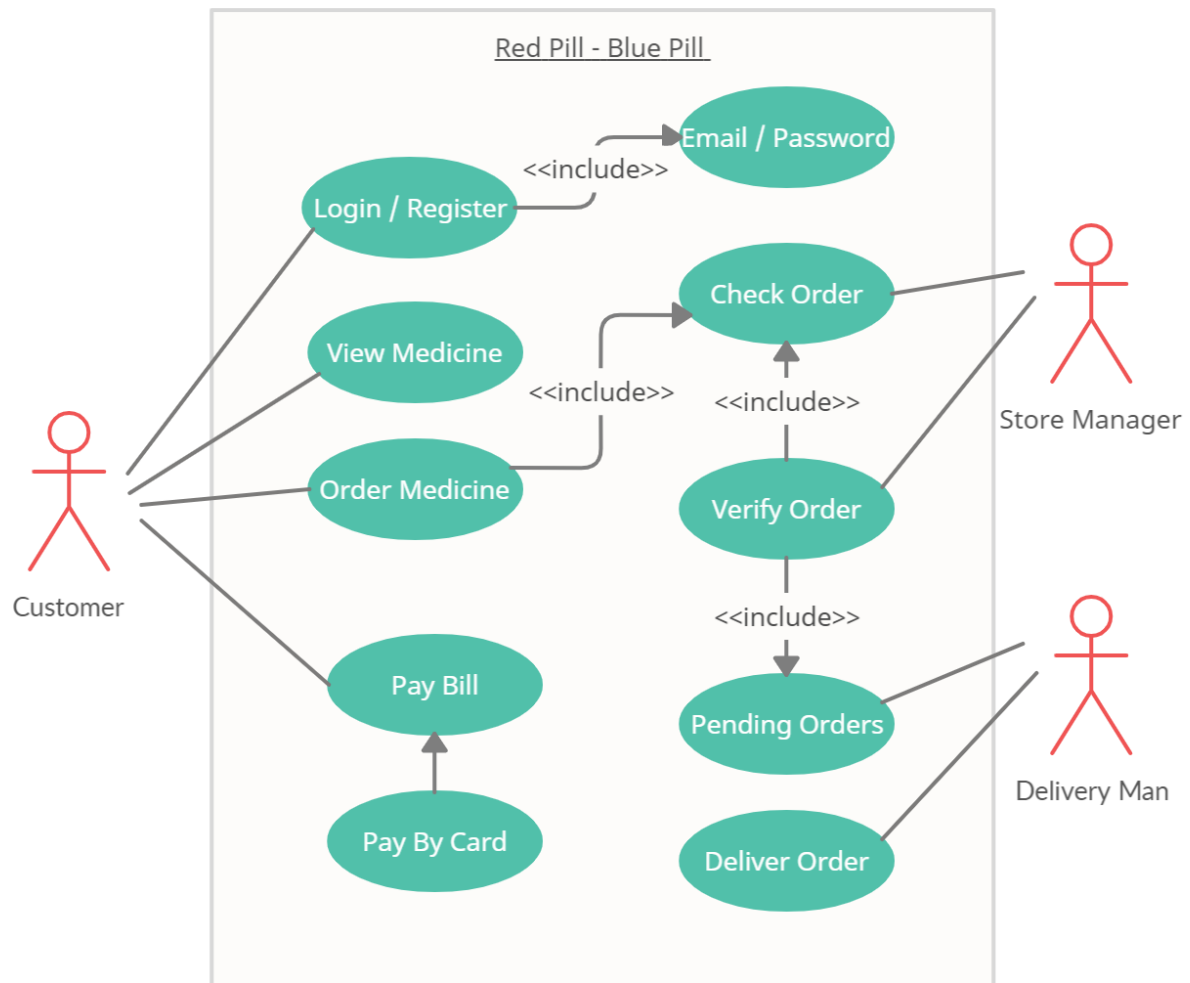 Red Pill - Blue Pill
Email / Password
<<include>>
Login / Register
Check Order
View Medicine
<<include>>
<<include>>
Store Manager
Order Medicine
Verify Order
Customer
<<include>>
Pay Bill
Pending Orders
Delivery Man
Pay By Card
Deliver Order